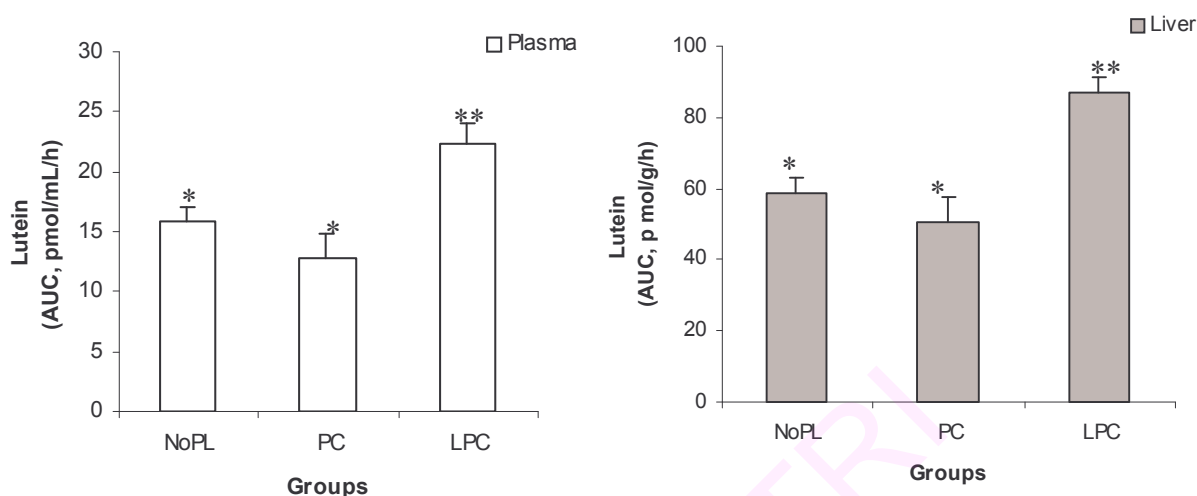 Plasma
30
25
20
15
10
5
0
Lutein
(AUC, pmol/mL/h)
*
*
**
NoPL PC LPC
Groups
Liver
100
80
60
40
20
0
Lutein
(AUC, p mol/g/h)
*
*
**
NoPL PC LPC
Groups